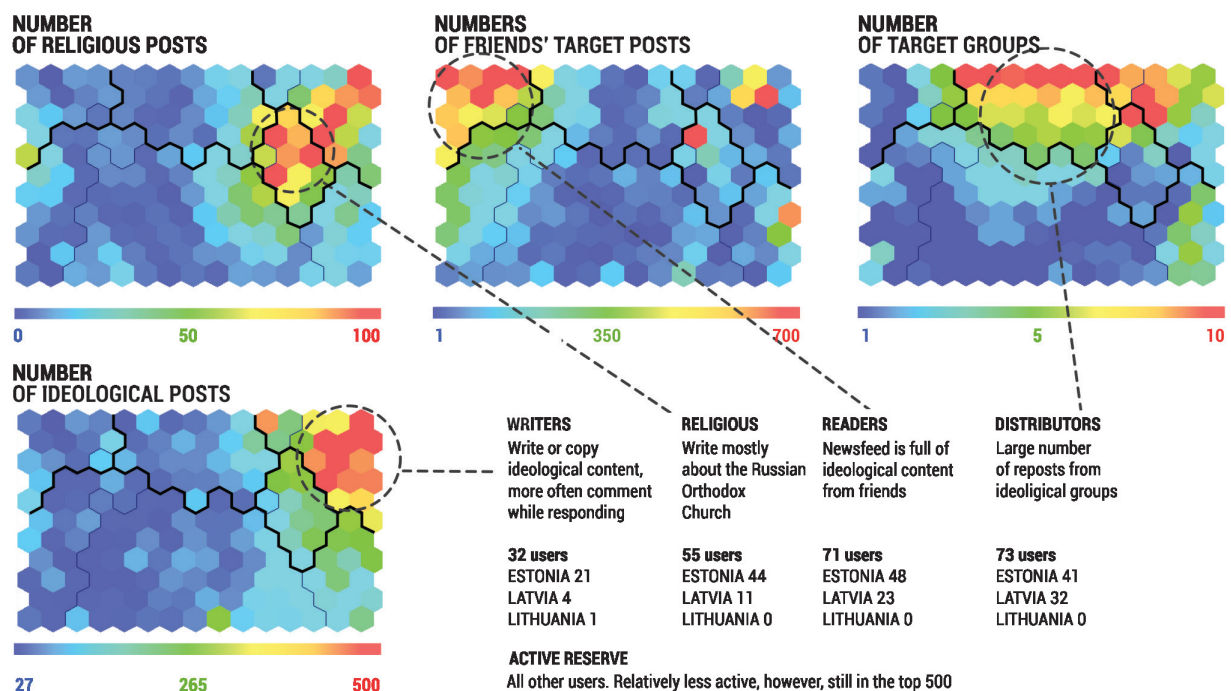 NUMBER
OF RELIGIOUS POSTS
0
50
100
NUMBERS
OF FRIENDS' TARGET POSTS
1
350
700
NUMBER
OF TARGET GROUPS
1
5
10
NUMBER
OF IDEOLOGICAL POSTS
27
265
500
WRITERS
Write or copy
ideological content,
more often comment
while responding
32 users
ESTONIA 21
LATVIA 4
LITHUANIA 1
RELIGIOUS
Write mostly
about the Russian
Orthodox
Church
55 users
ESTONIA 44
LATVIA 11
LITHUANIA 0
READERS
Newsfeed is full of
ideological content
from friends
71 users
ESTONIA 48
LATVIA 23
LITHUANIA 0
DISTRIBUTORS
Large number
of reposts from
ideoligical groups
73 users
ESTONIA 41
LATVIA 32
LITHUANIA 0
ACTIVE RESERVE
All other users. Relatively less active, however, still in the top 500